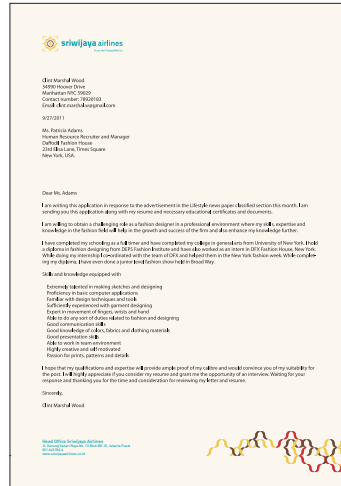 sriwijaya airlines
Clint Marshal Wood
34990 Hoover Drive
Manhattan NYC 59029
Contact number: 78920183
Email: clint.marshal.w@gmail.com
9/27/2011
Ms. Patricia Adams
Human Resource Recruiter and Manager
Daffodil Fashion House
23rd Elisa Lane, Times Square
New York, USA.
Dear Ms. Adams
I am writing this application in response to the advertisement in the Lifestyle news paper classified section this month. I am
sending you this application along with my resume and necessary educational certificates and documents.
I am willing to obtain a challenging role as a fashion designer in a professional environment where my skills, expertise and
knowledge in the fashion field will help in the growth and success of the firm and also enhance my knowledge further.
I have completed my schooling as a full timer and have completed my college in general arts from University of New York. I hold
a diploma in fashion designing from DEPS Fashion Institute and have also worked as an intern in DFX Fashion House, New York.
While doing my internship I co-ordinated with the team of DFX and helped them in the New York fashion week. While complet-
ing my diploma, I have even done a junior level fashion show held in Broad Way.
Skills and knowledge equipped with
Extremely talented in making sketches and designing
Proficiency in basic computer applications
Familiar with design techniques and tools
Sufficiently experienced with garment designing
Expert in movement of fingers, wrists and hand
Able to do any sort of duties related to fashion and designing
Good communication skills
Good knowledge of colors, fabrics and clothing materials
Good presentation skills
Able to work in team environment
Highly creative and self motivated
Passion for prints, patterns and details
I hope that my qualifications and expertise will provide ample proof of my calibre and would convince you of my suitability for
the post. I will highly appreciate if you consider my resume and grant me the opportunity of an interview. Waiting for your
response and thanking you for the time and consideration for reviewing my letter and resume.
Sincerely,
Clint Marshal Wood
Head Office Sriwijaya Airlines
www.sriwijayaairlines.co.id